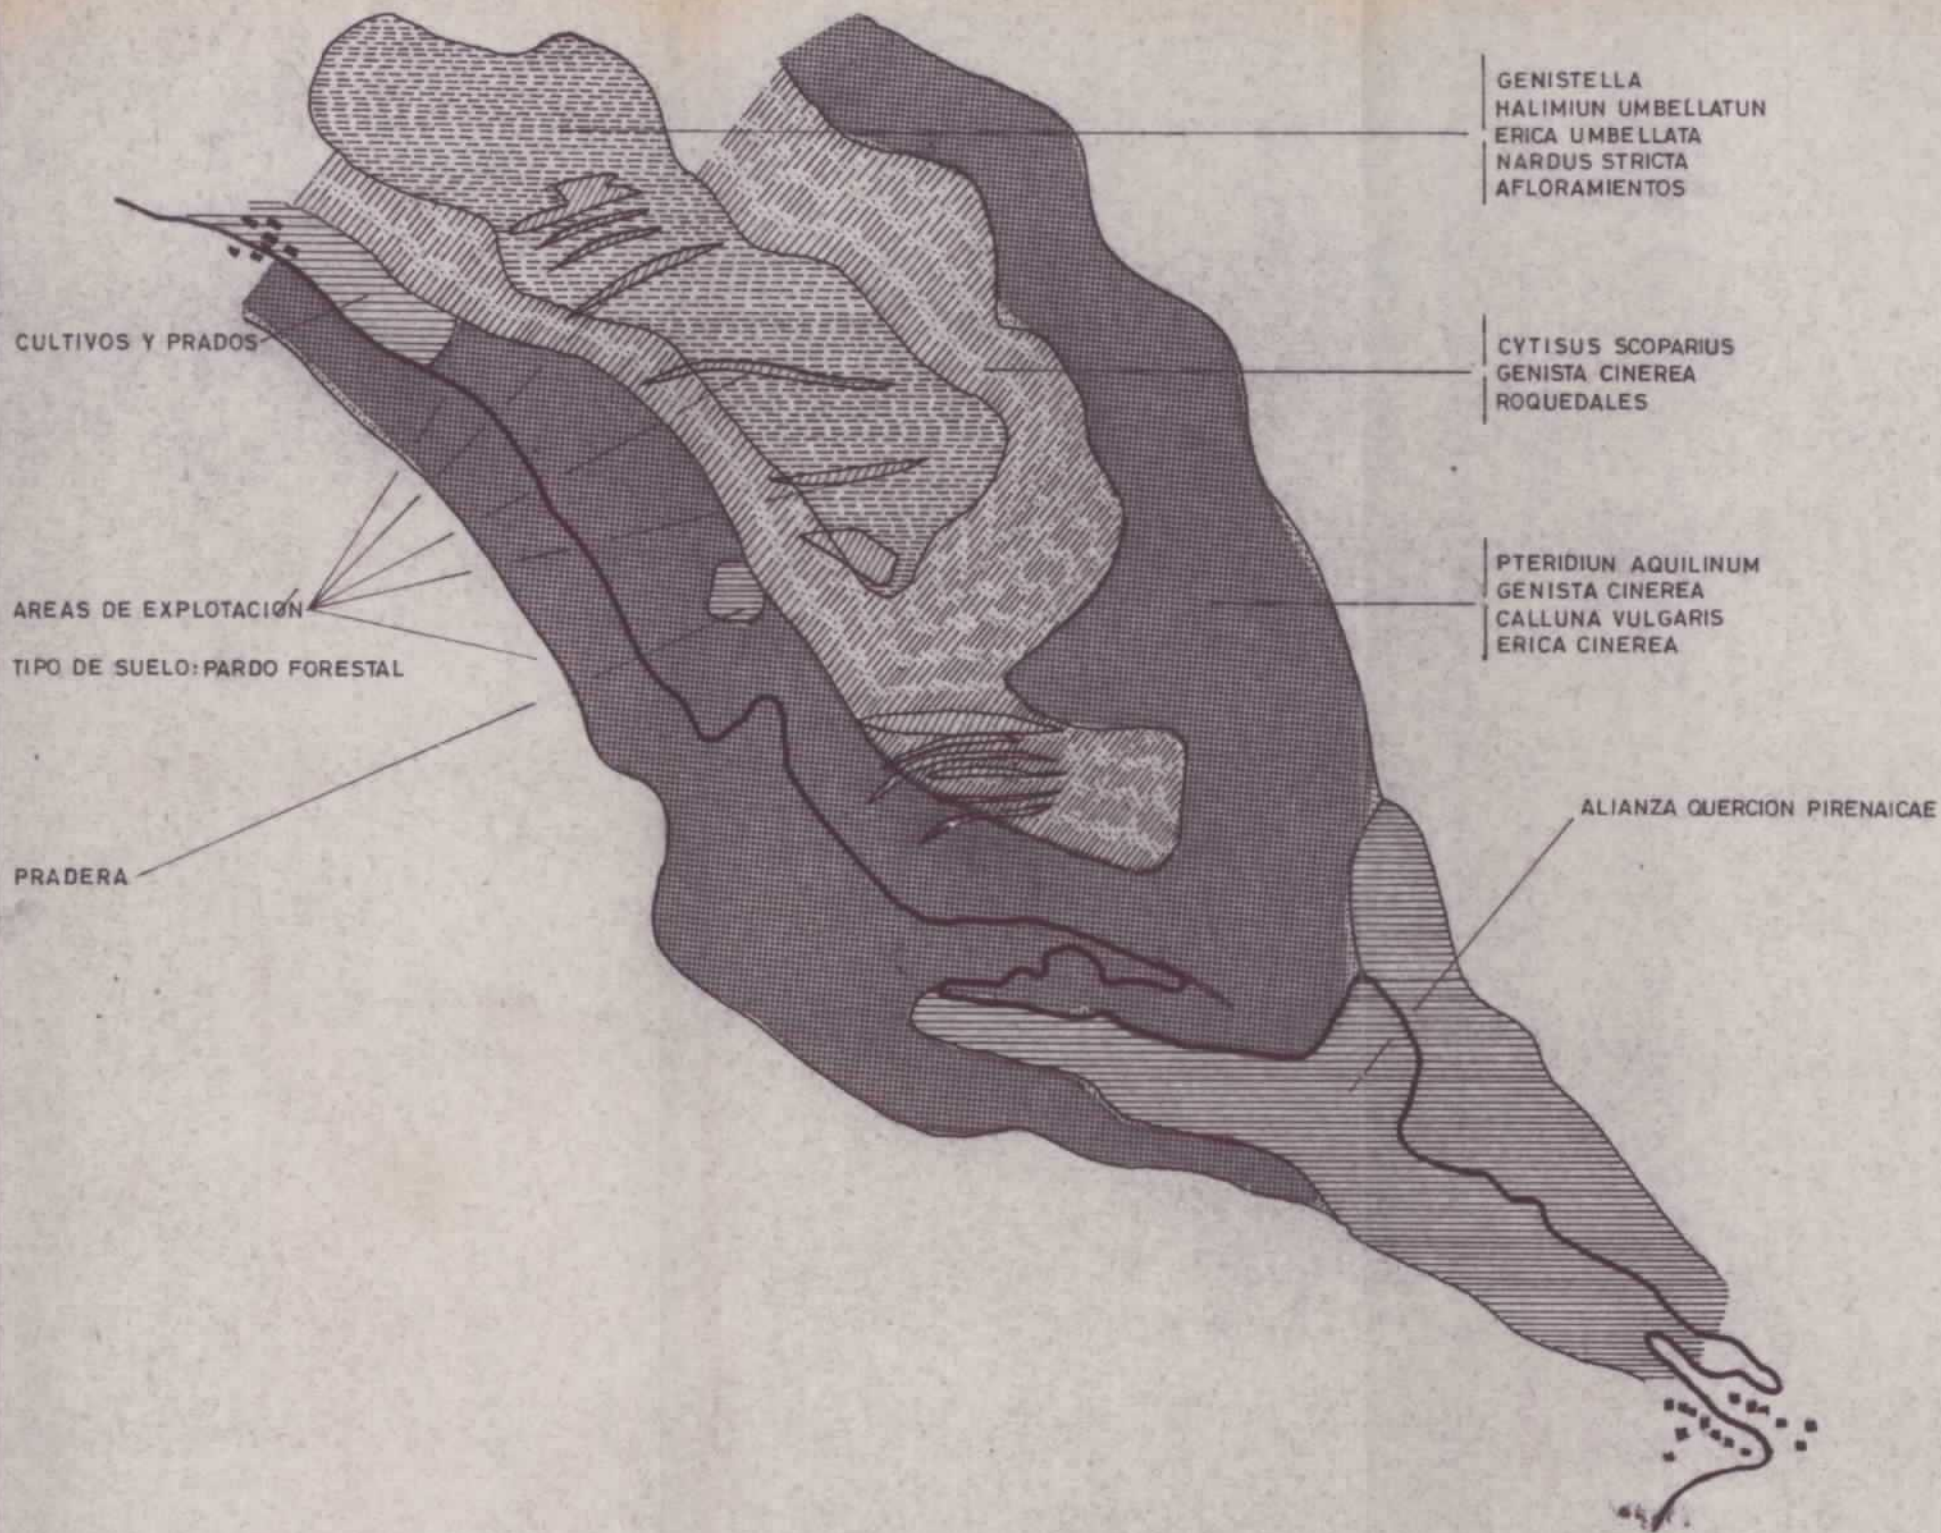 GENISTELLA
HALIMIUN UMBELLATUN
ERICA UMBELLATA
NARDUS STRICTA
AFLORAMIENTOS
CULTIVOS Y PRADOS
CYTISUS SCOPARIUS
GENISTA CINEREA
ROQUEDALES
AREAS DE EXPLOTACION
TIPO DE SUELO: PARDO FORESTAL
PTERIDIUN AQUILINUM
GENISTA CINEREA
CALLUNA VULGARIS
ERICA CINEREA
ALIANZA QUERCION PIRENAICAE
PRADERA